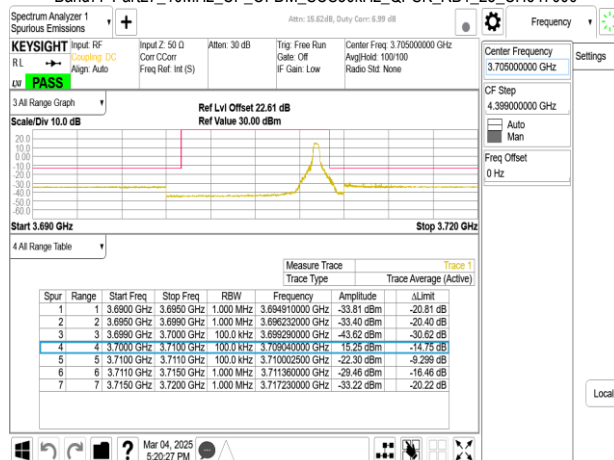 Spectrum Analyzer 1
Spurious Emissions
Attn: 15.62dB, Duty Corr: 6.99 dB
Frequency
KEYSIGHT
Input: RF
Coupling: DC
Align: Auto
Input Z: 50 Ω
Corr CCorr
Freq Ref: Int (S)
Atten: 30 dB
Trig: Free Run
Gate: Off
IF Gain: Low
Center Freq: 3.705000000 GHz
Avg|Hold: 100/100
Radio Std: None
RL
LXI
PASS
Center Frequency
3.705000000 GHz
Settings
CF Step
4.399000000 GHz
Auto
Man
Freq Offset
0 Hz
3 All Range Graph
Scale/Div 10.0 dB
Ref Lvl Offset 22.61 dB
Ref Value 30.00 dBm
20.0
10.0
0.00
-10.0
-20.0
-30.0
-40.0
-50.0
-60.0
Start 3.690 GHz
Stop 3.720 GHz
4 All Range Table
Measure Trace Trace 1
Trace Type Trace Average (Active)
Spur Range Start Freq Stop Freq RBW Frequency Amplitude ΔLimit
1 1 3.6900 GHz 3.6950 GHz 1.000 MHz 3.694910000 GHz -33.81 dBm -20.81 dB
2 2 3.6950 GHz 3.6990 GHz 1.000 MHz 3.696232000 GHz -33.40 dBm -20.40 dB
3 3 3.6990 GHz 3.7000 GHz 100.0 kHz 3.699290000 GHz -43.62 dBm -30.62 dB
4 4 3.7000 GHz 3.7100 GHz 100.0 kHz 3.709040000 GHz 15.25 dBm -14.75 dB
5 5 3.7100 GHz 3.7110 GHz 100.0 kHz 3.710002500 GHz -22.30 dBm -9.299 dB
6 6 3.7110 GHz 3.7150 GHz 1.000 MHz 3.711360000 GHz -29.46 dBm -16.46 dB
7 7 3.7150 GHz 3.7200 GHz 1.000 MHz 3.717230000 GHz -33.22 dBm -20.22 dB
Local
Mar 04, 2025
5:20:27 PM